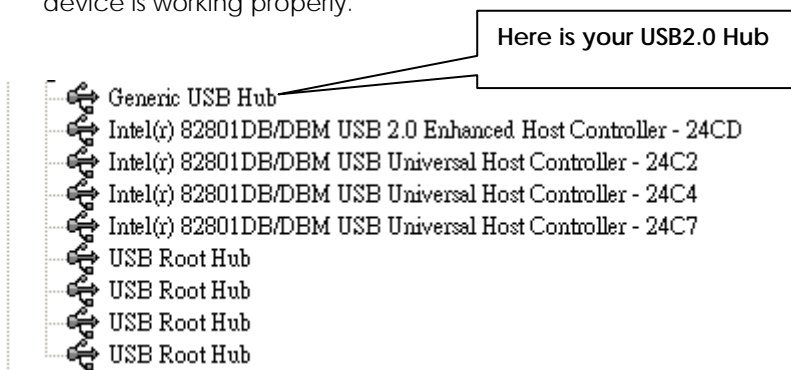 device is working properly.
Here is your USB2.0 Hub
Generic USB Hub
Intel(r) 82801DB/DBM USB 2.0 Enhanced Host Controller - 24CD
Intel(r) 82801DB/DBM USB Universal Host Controller - 24C2
Intel(r) 82801DB/DBM USB Universal Host Controller - 24C4
Intel(r) 82801DB/DBM USB Universal Host Controller - 24C7
USB Root Hub
USB Root Hub
USB Root Hub
USB Root Hub